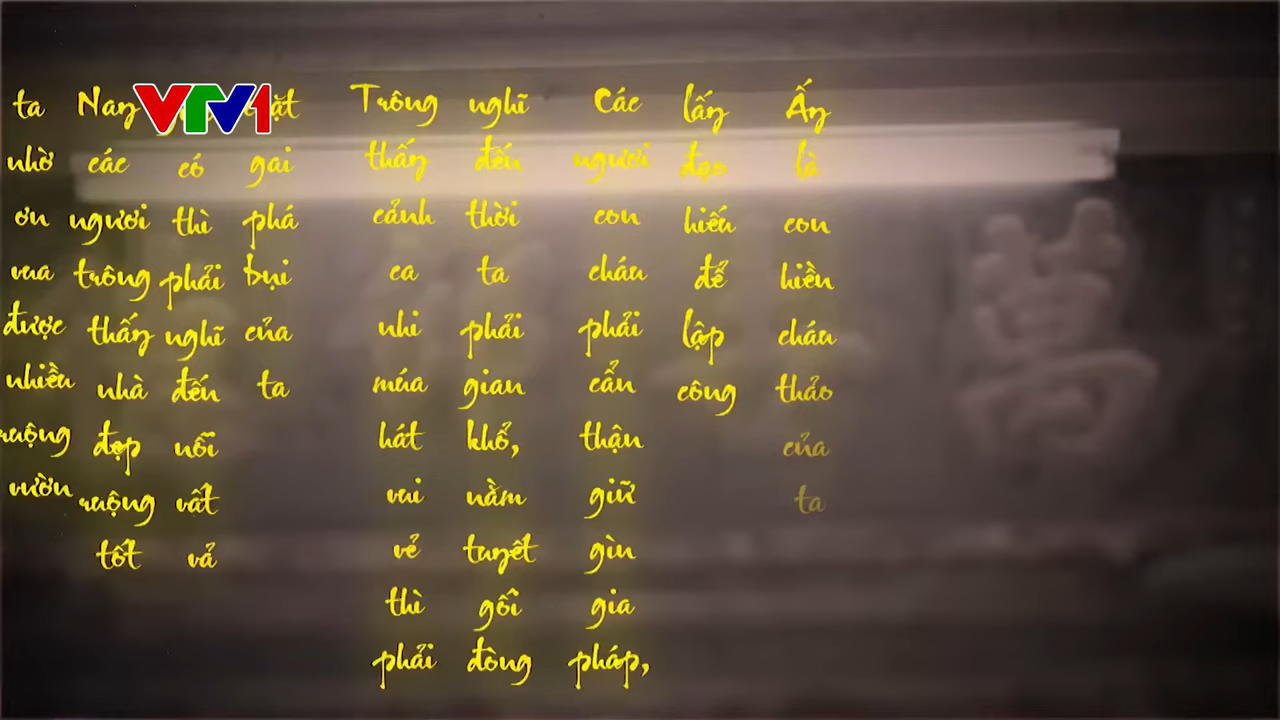 VTV1
ta nhờ ơn vua được nhiều ruộng vườn
Nay các ngươi trông thấy nhà đẹp ruộng tốt
có thì phải nghĩ đến nỗi vất vả
gai phá bụi của ta
Trông thấy cảnh ca nhi múa hát vui vẻ thì phải
nghĩ đến thời ta phải gian khổ, nằm tuyết gối đòng
Các ngươi con cháu phải cẩn thận giữ gìn gia pháp,
lấy đạo hiếu để lập công
Ấy là con hiền cháu thảo của ta
萬